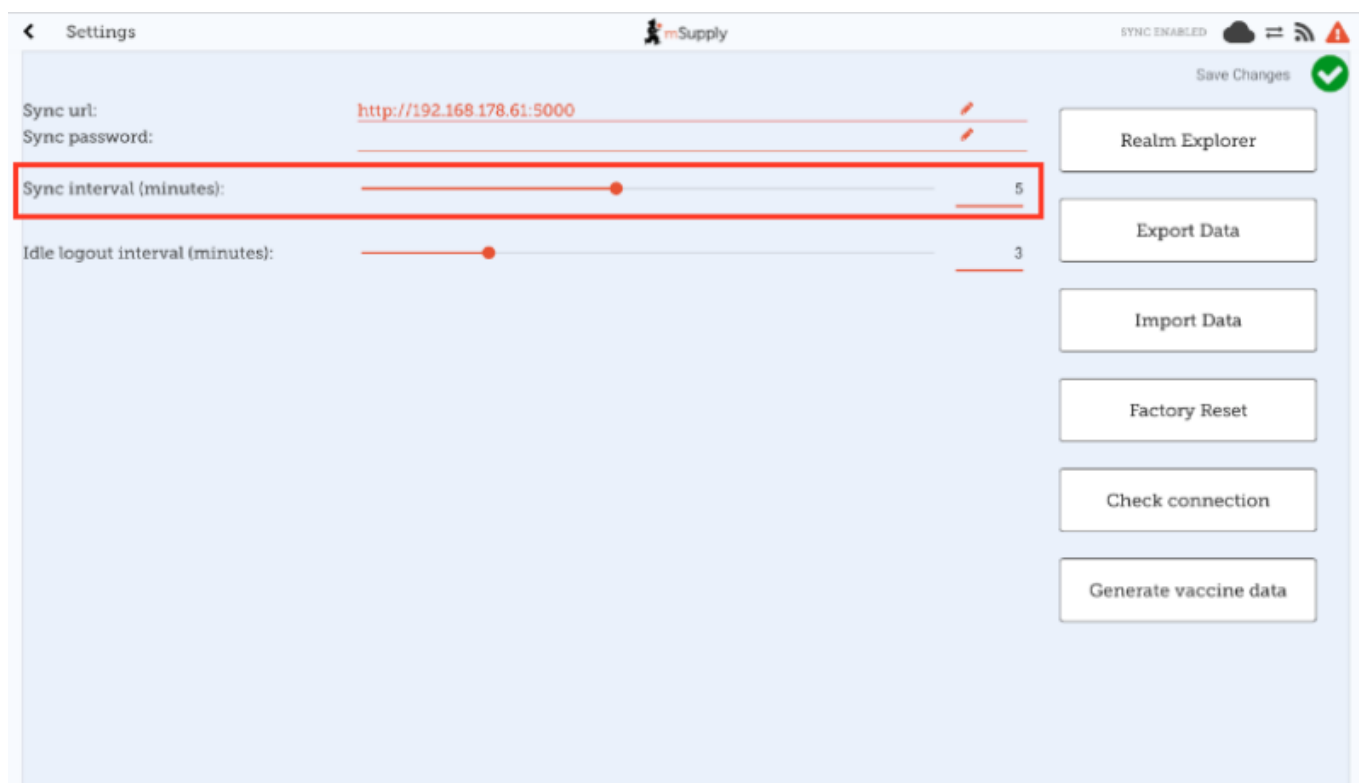 Settings
mSupply
SYNC ENABLED
Save Changes
Sync url:
http://192.168.178.61:5000
Sync password:
Sync interval (minutes):
5
Idle logout interval (minutes):
3
Realm Explorer
Export Data
Import Data
Factory Reset
Check connection
Generate vaccine data